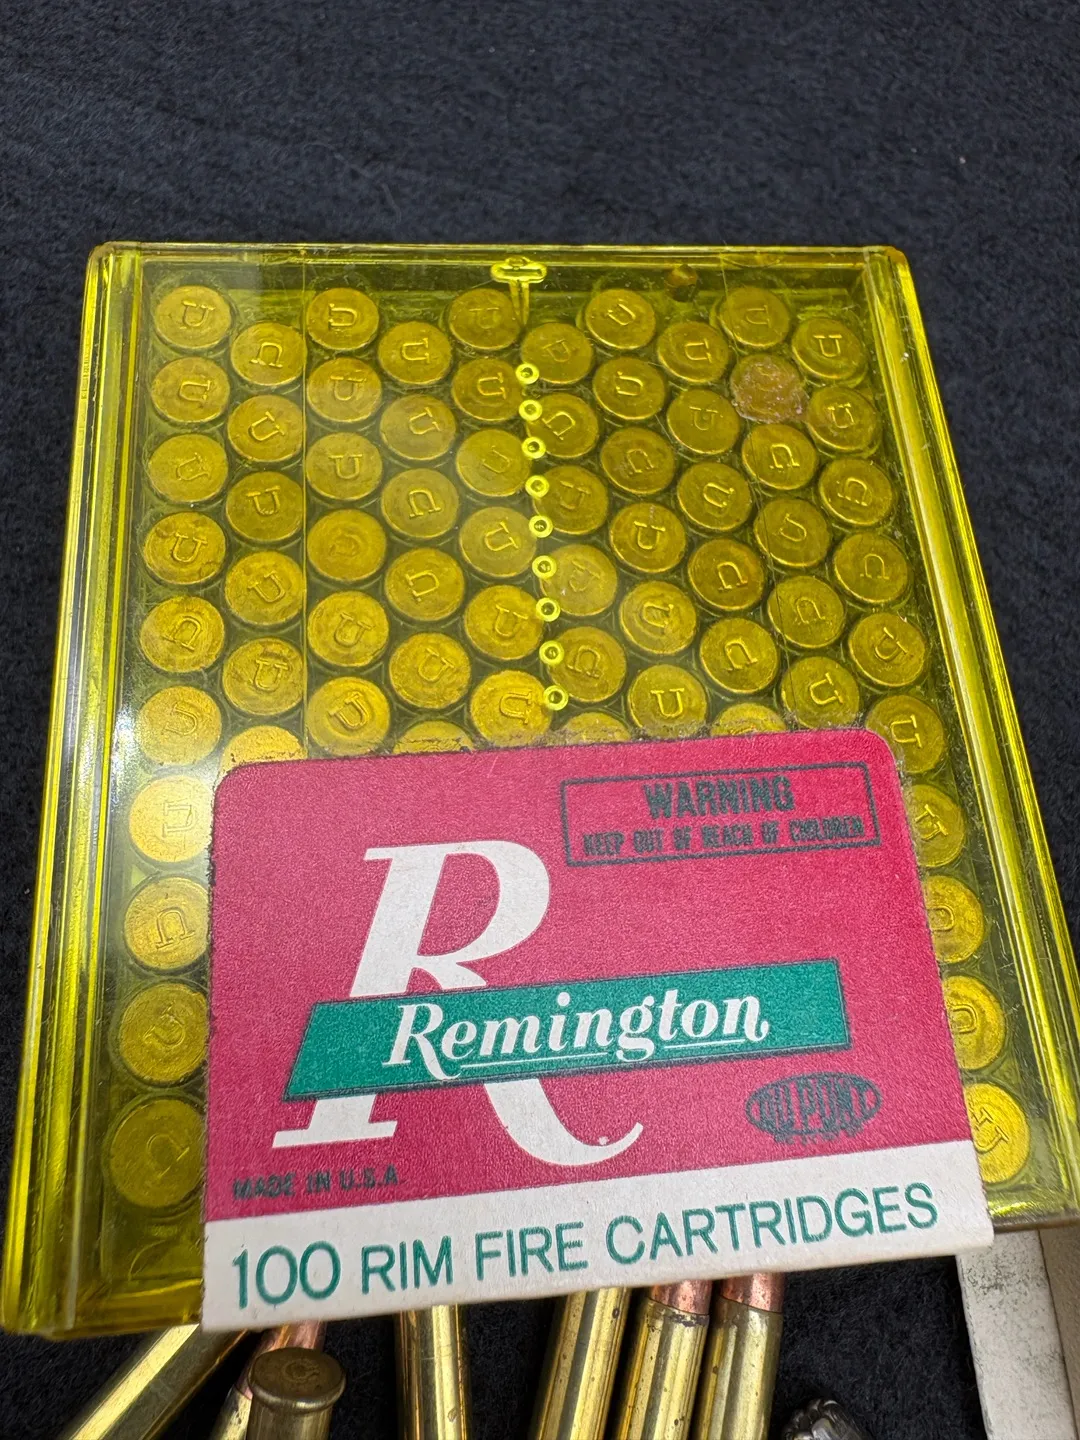 WARNING
KEEP OUT OF REACH OF CHILDREN
R
Remington
DU PONT
MADE IN U.S.A
100 RIM FIRE CARTRIDGES